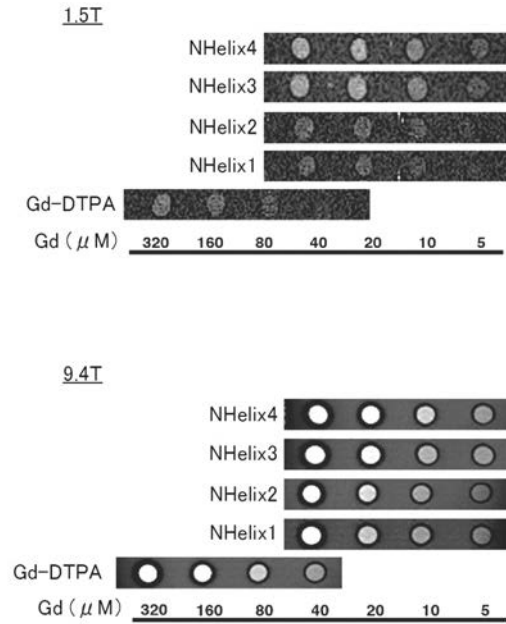 1.5T
NHelix4
NHelix3
NHelix2
NHelix1
Gd-DTPA
Gd (μM) 320 160 80 40 20 10 5
9.4T
NHelix4
NHelix3
NHelix2
NHelix1
Gd-DTPA
Gd (μM) 320 160 80 40 20 10 5